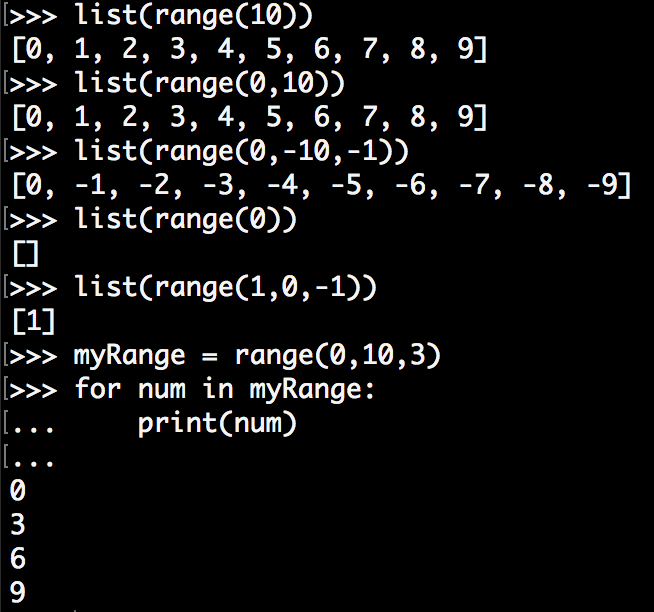 >>> list(range(10))
[0, 1, 2, 3, 4, 5, 6, 7, 8, 9]
>>> list(range(0,10))
[0, 1, 2, 3, 4, 5, 6, 7, 8, 9]
>>> list(range(0,-10,-1))
[0, -1, -2, -3, -4, -5, -6, -7, -8, -9]
>>> list(range(0))
[]
>>> list(range(1,0,-1))
[1]
>>> myRange = range(0,10,3)
>>> for num in myRange:
...     print(num)
...
0
3
6
9